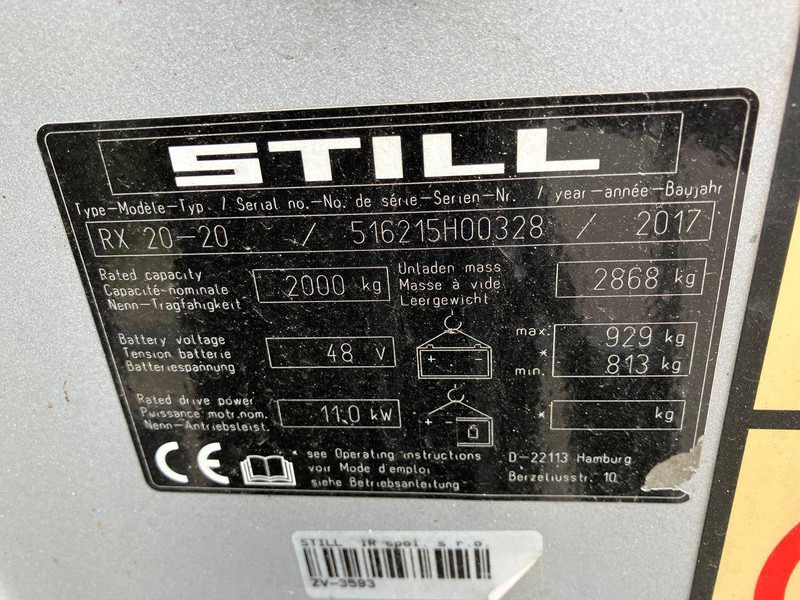 STILL
Type-Modèle-Typ. / Serial no.-No. de série-Serien-Nr. / year-année-Baujahr
RX 20-20 / 516215H00328 / 2017
Rated capacity
Capacité-nominale
Nenn-Tragfähigkeit
2000 kg
Unladen mass
Masse à vide
Leergewicht
2868 kg
Battery voltage
Tension batterie
Batteriespannung
48 V
+ -
max. 929 kg
*
min. 813 kg
Rated drive power
Puissance motr.nom.
Nenn-Antriebsleist.
11.0 kW
+ -
* kg
CE
* see Operating instructions
voir Mode d'emploi
siehe Betriebsanleitung
D-22113 Hamburg
Berzeliusstr. 10
STILL ČR spol. s r.o.
ZV-3593